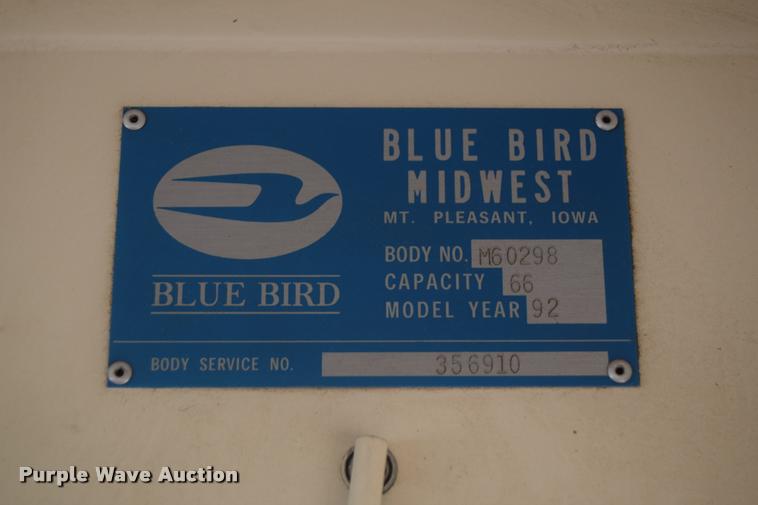 BLUE BIRD
MIDWEST
MT. PLEASANT, IOWA
BODY NO. M60298
CAPACITY 66
MODEL YEAR 92
BLUE BIRD
BODY SERVICE NO. 356910
Purple Wave Auction